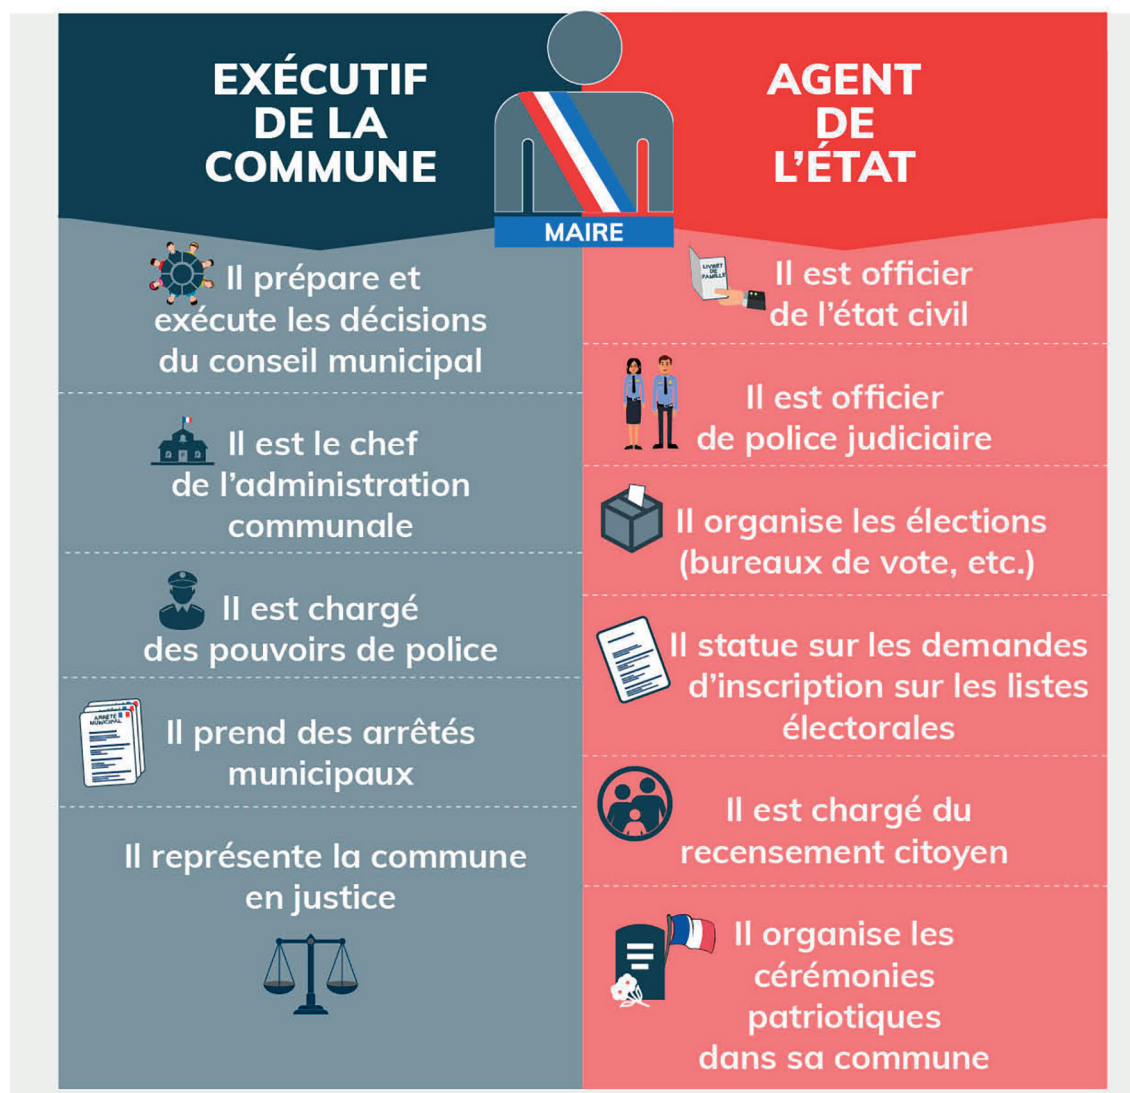 EXÉCUTIF
DE LA
COMMUNE
AGENT
DE
L'ÉTAT
MAIRE
Il prépare et
exécute les décisions
du conseil municipal
Il est le chef
de l'administration
communale
Il est chargé
des pouvoirs de police
ARRÊTÉ
MUNICIPAL
Il prend des arrêtés
municipaux
Il représente la commune
en justice
LIVRET
DE
FAMILLE
Il est officier
de l'état civil
Il est officier
de police judiciaire
Il organise les élections
(bureaux de vote, etc.)
Il statue sur les demandes
d'inscription sur les listes
électorales
Il est chargé du
recensement citoyen
Il organise les
cérémonies
patriotiques
dans sa commune